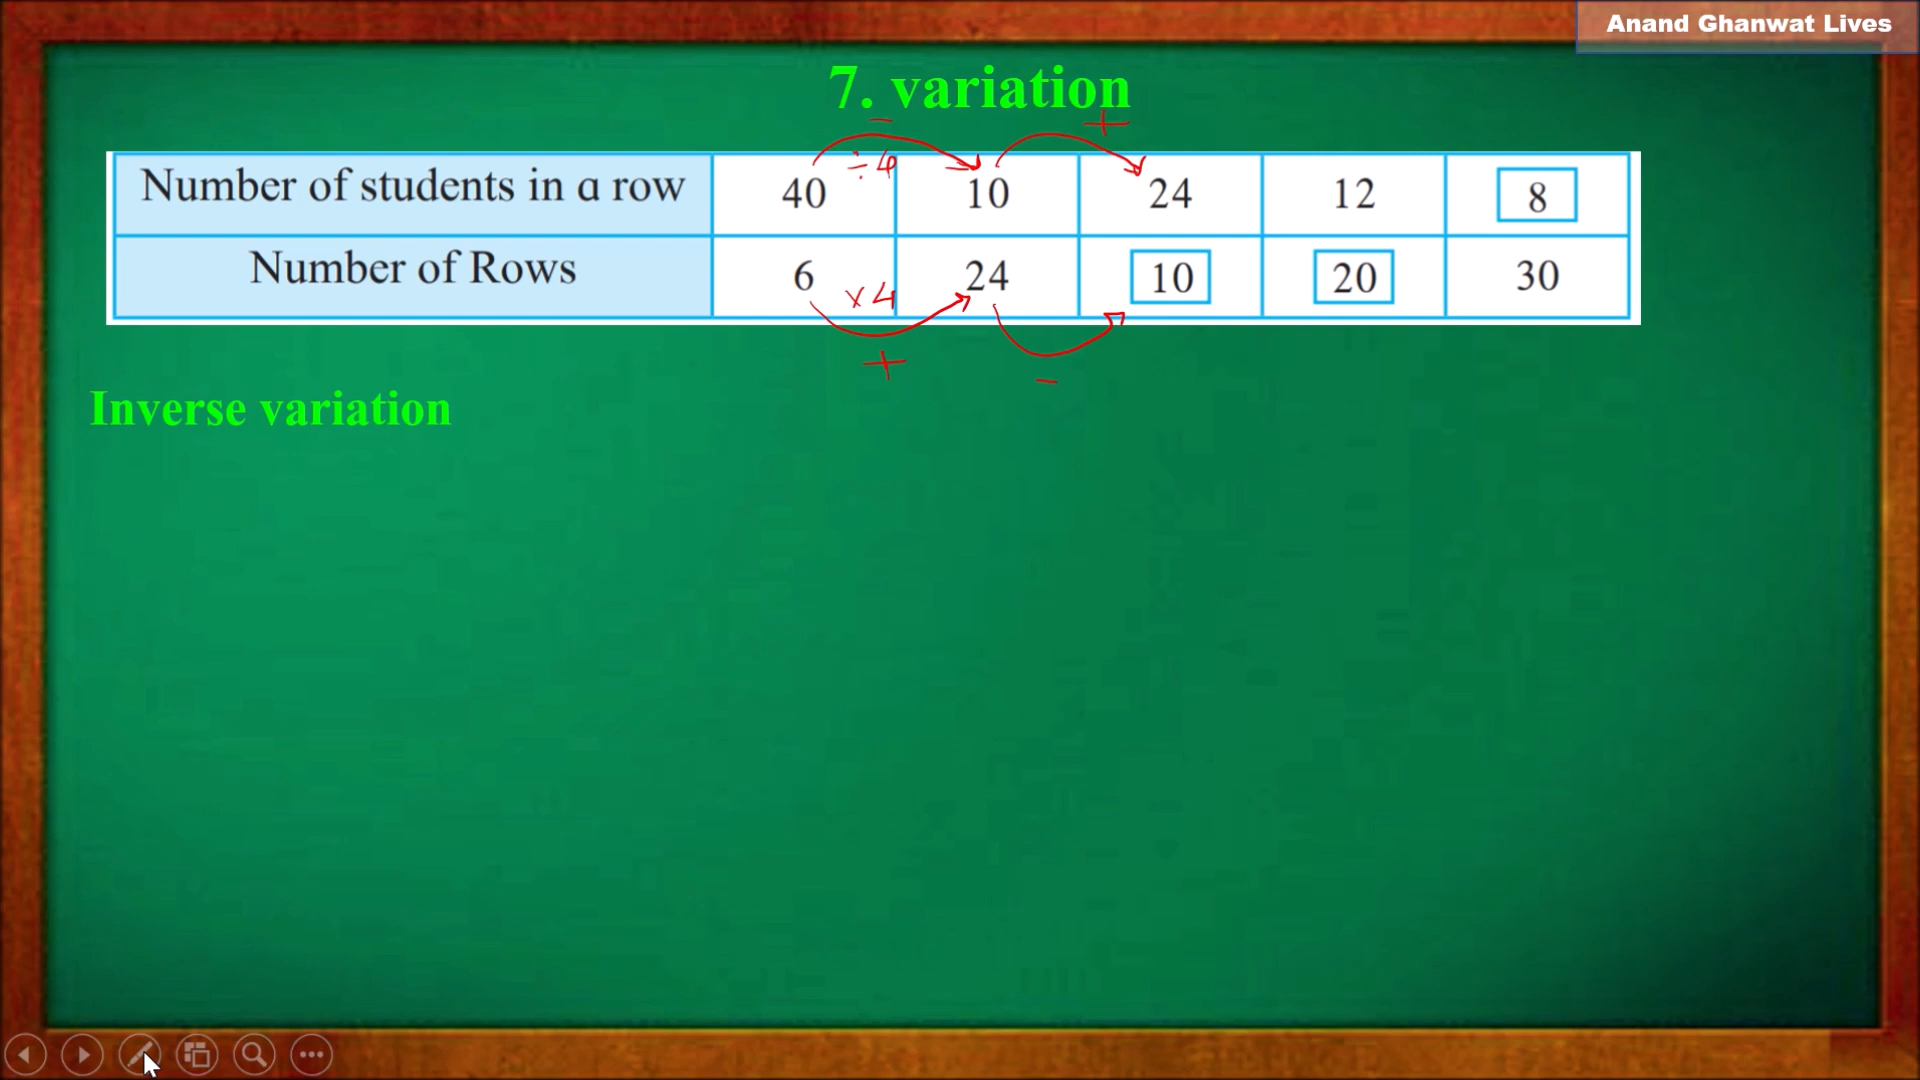 Anand Ghanwat Lives
7. variation
− +
÷4
Number of students in a row 40 10 24 12 8
Number of Rows 6 24 10 20 30
×4
+ −
Inverse variation